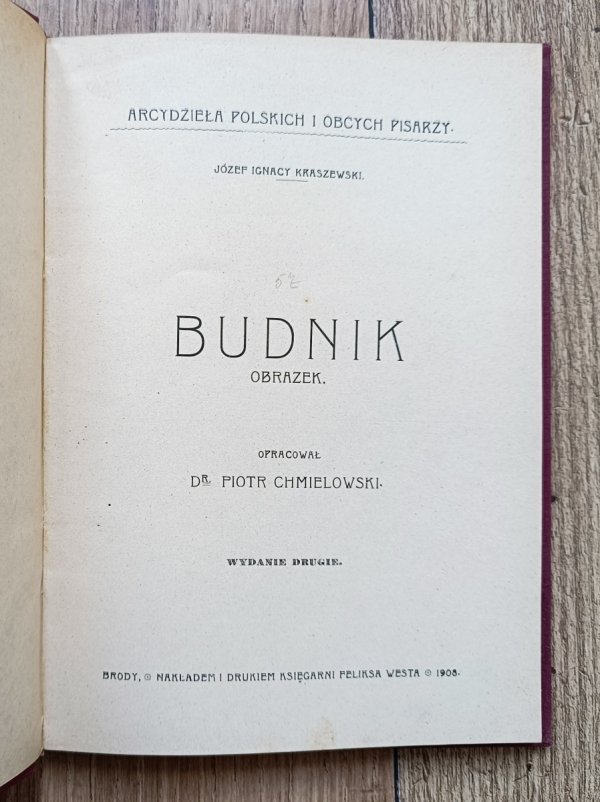 ARCYDZIEŁA POLSKICH I OBCYCH PISARZY.
JÓZEF IGNACY KRASZEWSKI.
5z
BUDNIK
OBRAZEK.
OPRACOWAŁ
DR. PIOTR CHMIELOWSKI.
WYDANIE DRUGIE.
BRODY, NAKŁADEM I DRUKIEM KSIĘGARNI FELIKSA WESTA 1908.